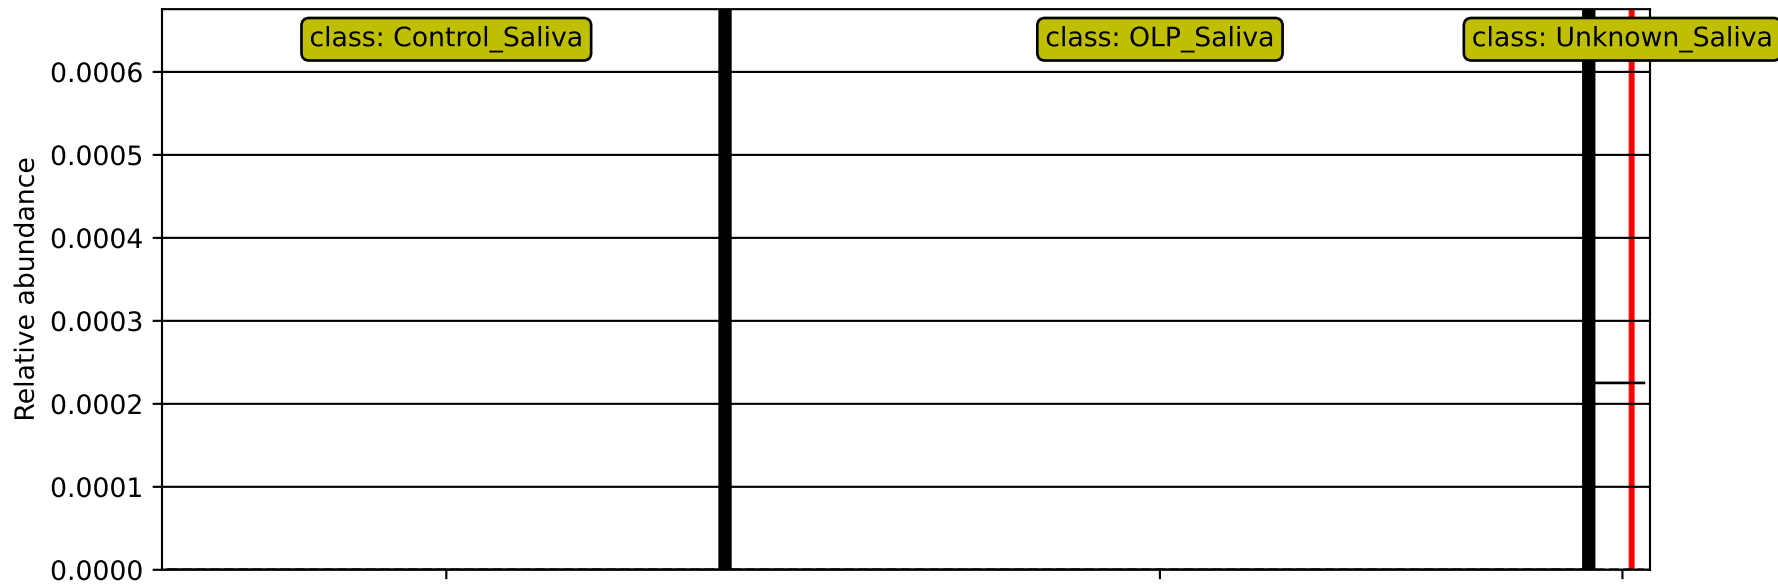 class: Control_Saliva
class: OLP_Saliva
class: Unknown_Saliva
Relative abundance
0.0006
0.0005
0.0004
0.0003
0.0002
0.0001
0.0000